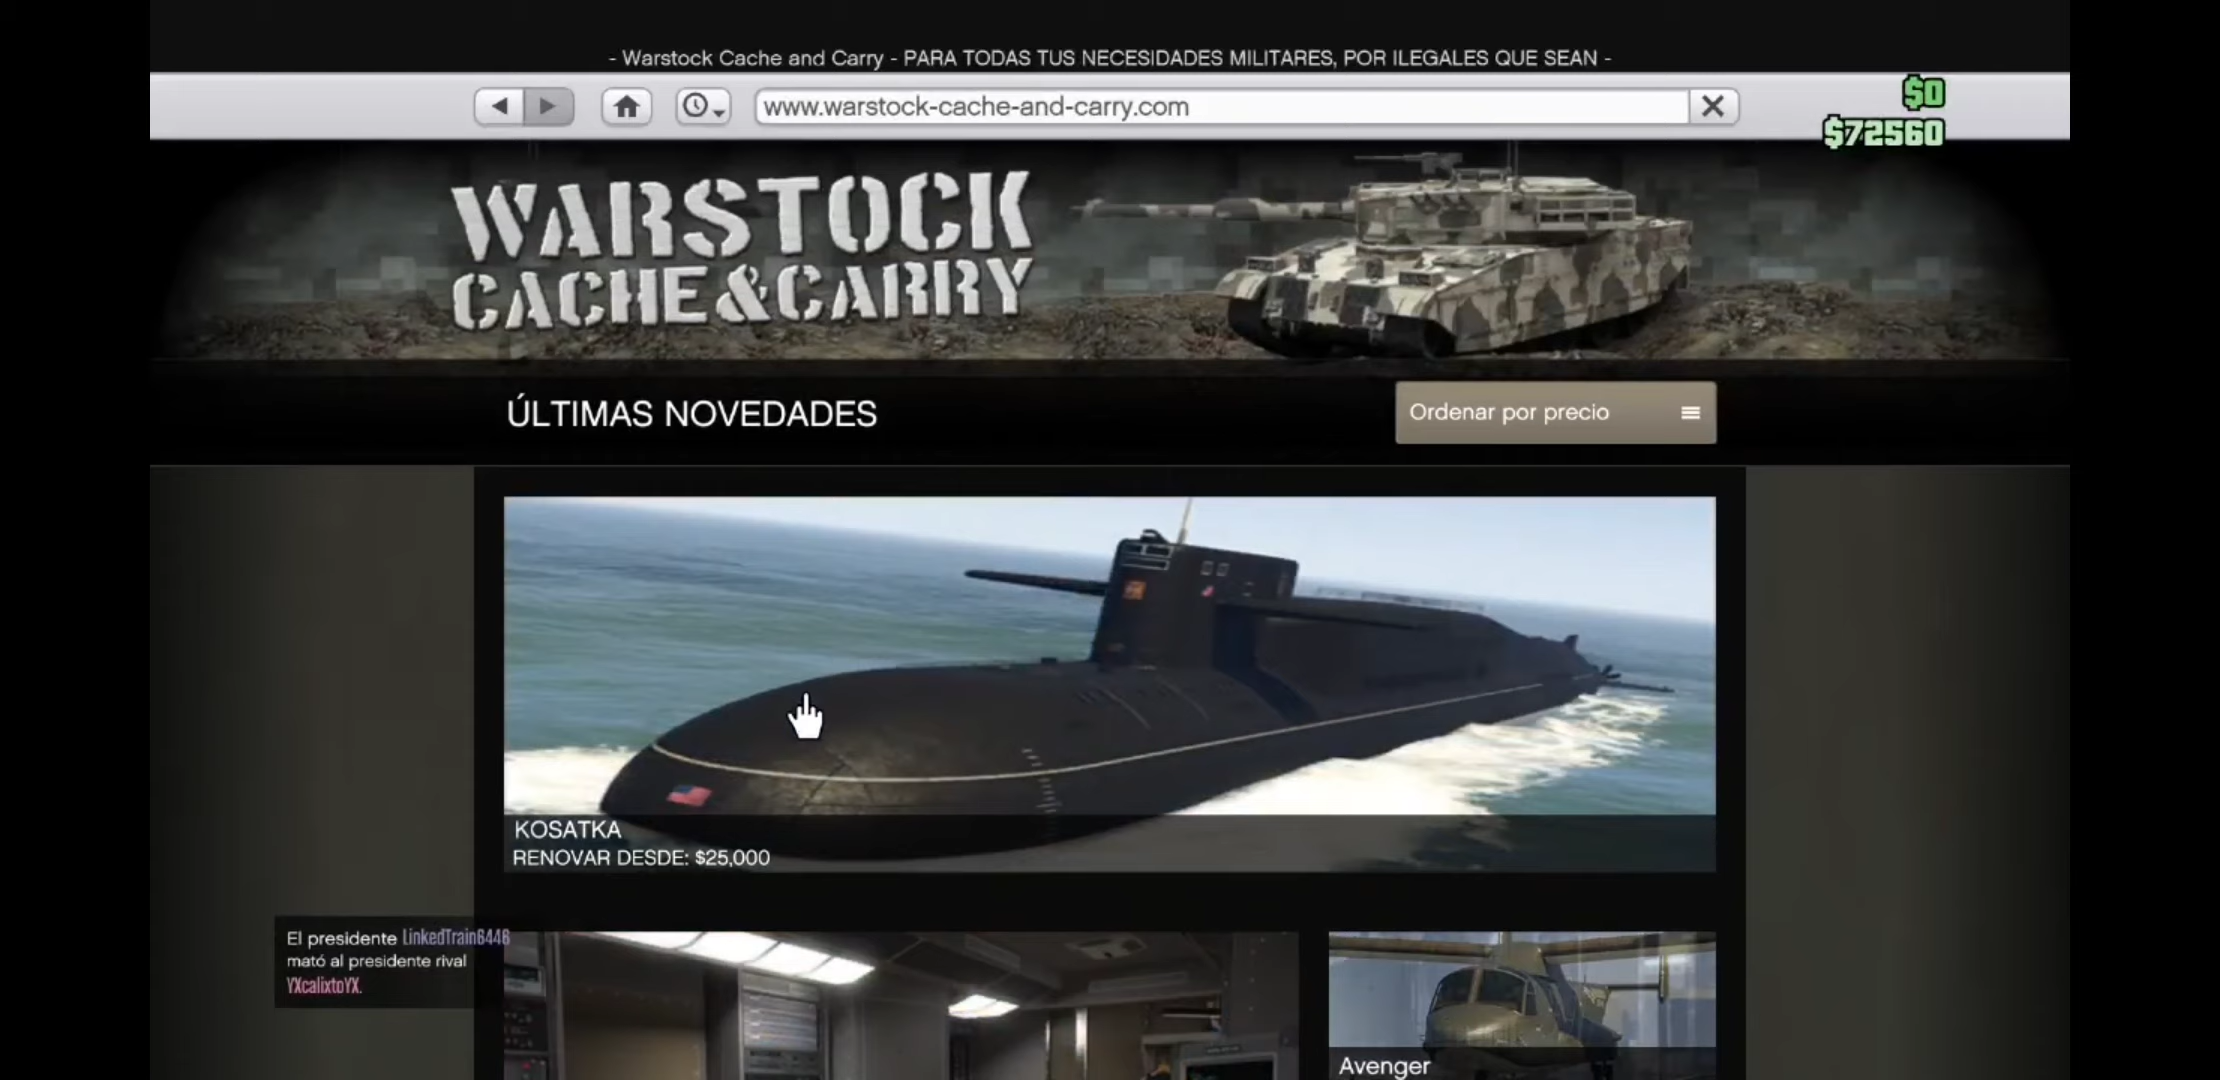 - Warstock Cache and Carry - PARA TODAS TUS NECESIDADES MILITARES, POR ILEGALES QUE SEAN -
www.warstock-cache-and-carry.com
$0
$72560
WARSTOCK
CACHE&CARRY
ÚLTIMAS NOVEDADES
Ordenar por precio
KOSATKA
RENOVAR DESDE: $25,000
El presidente LinkedTrain6446
mató al presidente rival
YXcalixtoYX.
Avenger